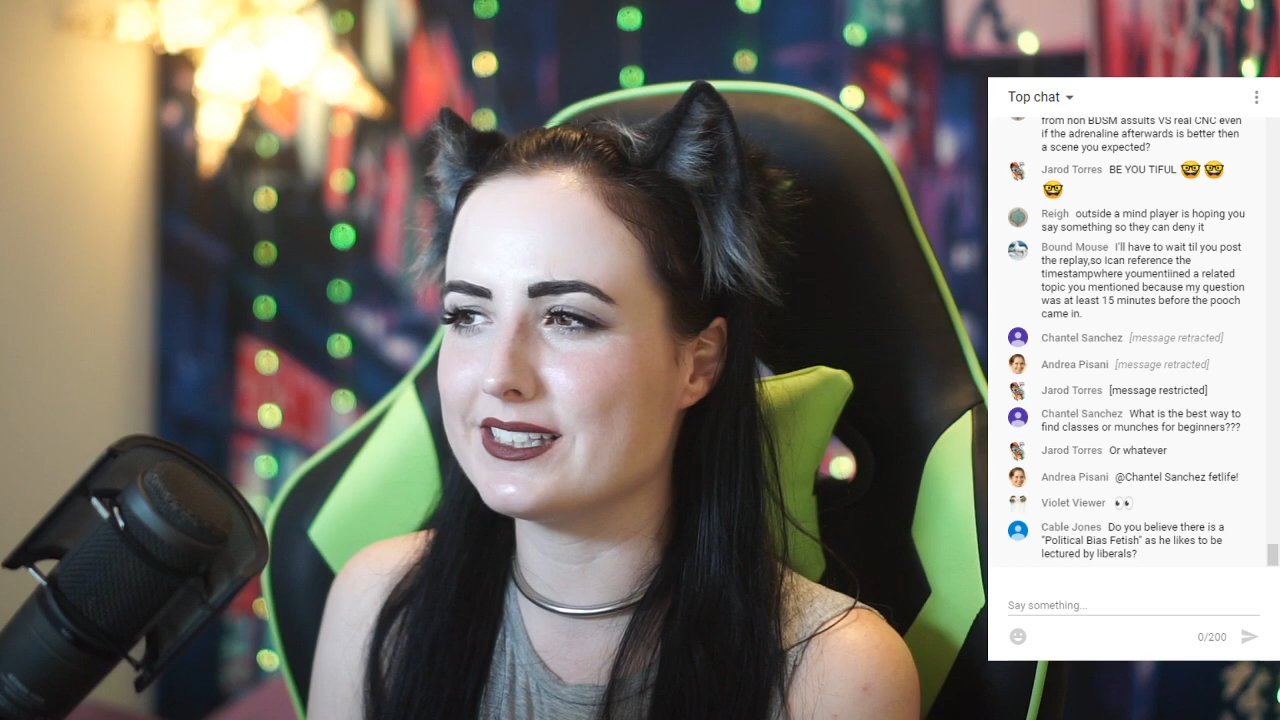 Top chat
from non BDSM assults VS real CNC even
if the adrenaline afterwards is better then
a scene you expected?
Jarod Torres BE YOU TIFUL 🤓 🤓
🤓
Reigh outside a mind player is hoping you
say something so they can deny it
Bound Mouse I'll have to wait til you post
the replay,so Ican reference the
timestampwhere youmentiined a related
topic you mentioned because my question
was at least 15 minutes before the pooch
came in.
Chantel Sanchez [message retracted]
Andrea Pisani [message retracted]
Jarod Torres [message restricted]
Chantel Sanchez What is the best way to
find classes or munches for beginners???
Jarod Torres Or whatever
Andrea Pisani @Chantel Sanchez fetlife!
Violet Viewer 👀
Cable Jones Do you believe there is a
"Political Bias Fetish" as he likes to be
lectured by liberals?
Say something...
0/200